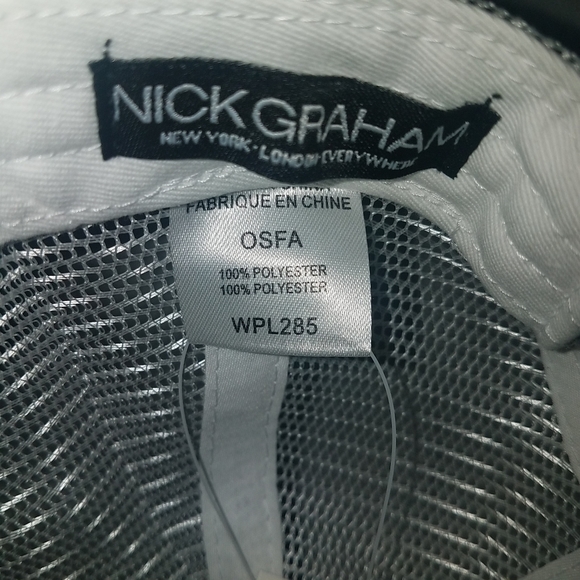 NICK GRAHAM
NEW YORK · LONDON · EVERYWHERE
FABRIQUE EN CHINE
OSFA
100% POLYESTER
100% POLYESTER
WPL285